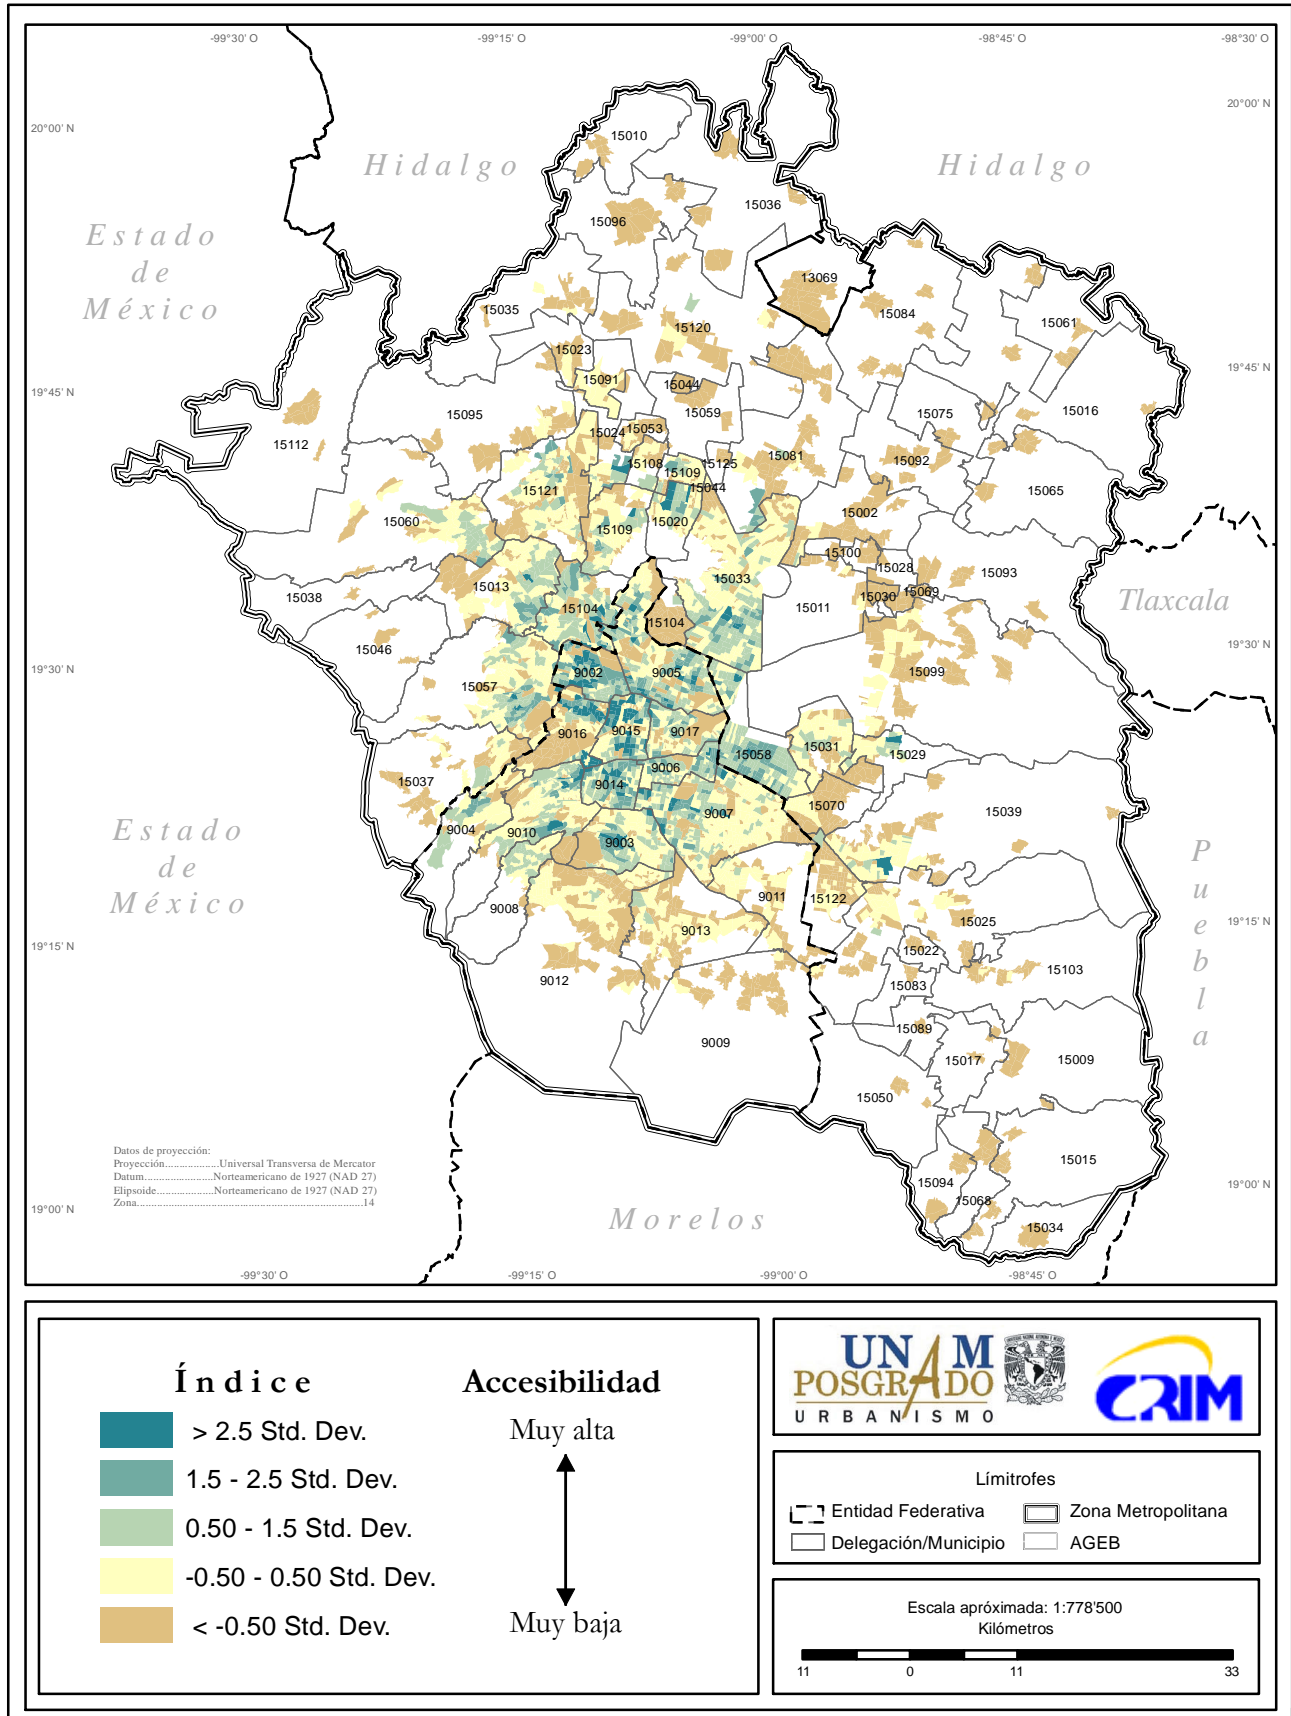 -99°30' O
-99°15' O
-99°00' O
-98°45' O
-98°30' O
20°00' N
20°00' N
Hidalgo
Hidalgo
Estado
de
México
15010
15096
15036
13069
15084
15061
15035
15120
15023
15091
15044
15059
19°45' N
19°45' N
15095
15075
15016
15112
15024
15053
15108
15109
15125
15081
15092
15065
15121
15044
15060
15109
15020
15002
15100
15028
15093
15033
15013
15038
15011
15030
15069
Tlaxcala
15104
15104
15046
19°30' N
19°30' N
9002
9005
15099
15057
9016
9015
9017
15058
15031
15029
9006
15037
9014
15070
15039
9007
9004
9010
9003
Estado
de
México
Puebla
9008
9011
15122
15025
19°15' N
19°15' N
9013
15022
15103
9012
15083
15089
9009
15017
15009
15050
15015
15094
15068
15034
Datos de proyección:
Proyección..................Universal Transversa de Mercator
Datum.......................Norteamericano de 1927 (NAD 27)
Elipsoide...................Norteamericano de 1927 (NAD 27)
Zona...........................................................................14
19°00' N
19°00' N
Morelos
-99°30' O
-99°15' O
-99°00' O
-98°45' O
Índice
Accesibilidad
> 2.5 Std. Dev.
Muy alta
1.5 - 2.5 Std. Dev.
0.50 - 1.5 Std. Dev.
-0.50 - 0.50 Std. Dev.
< -0.50 Std. Dev.
Muy baja
UNAM
POSGRADO
URBANISMO
CRIM
Límitrofes
Entidad Federativa
Zona Metropolitana
Delegación/Municipio
AGEB
Escala apróximada: 1:778'500
Kilómetros
11 0 11 33